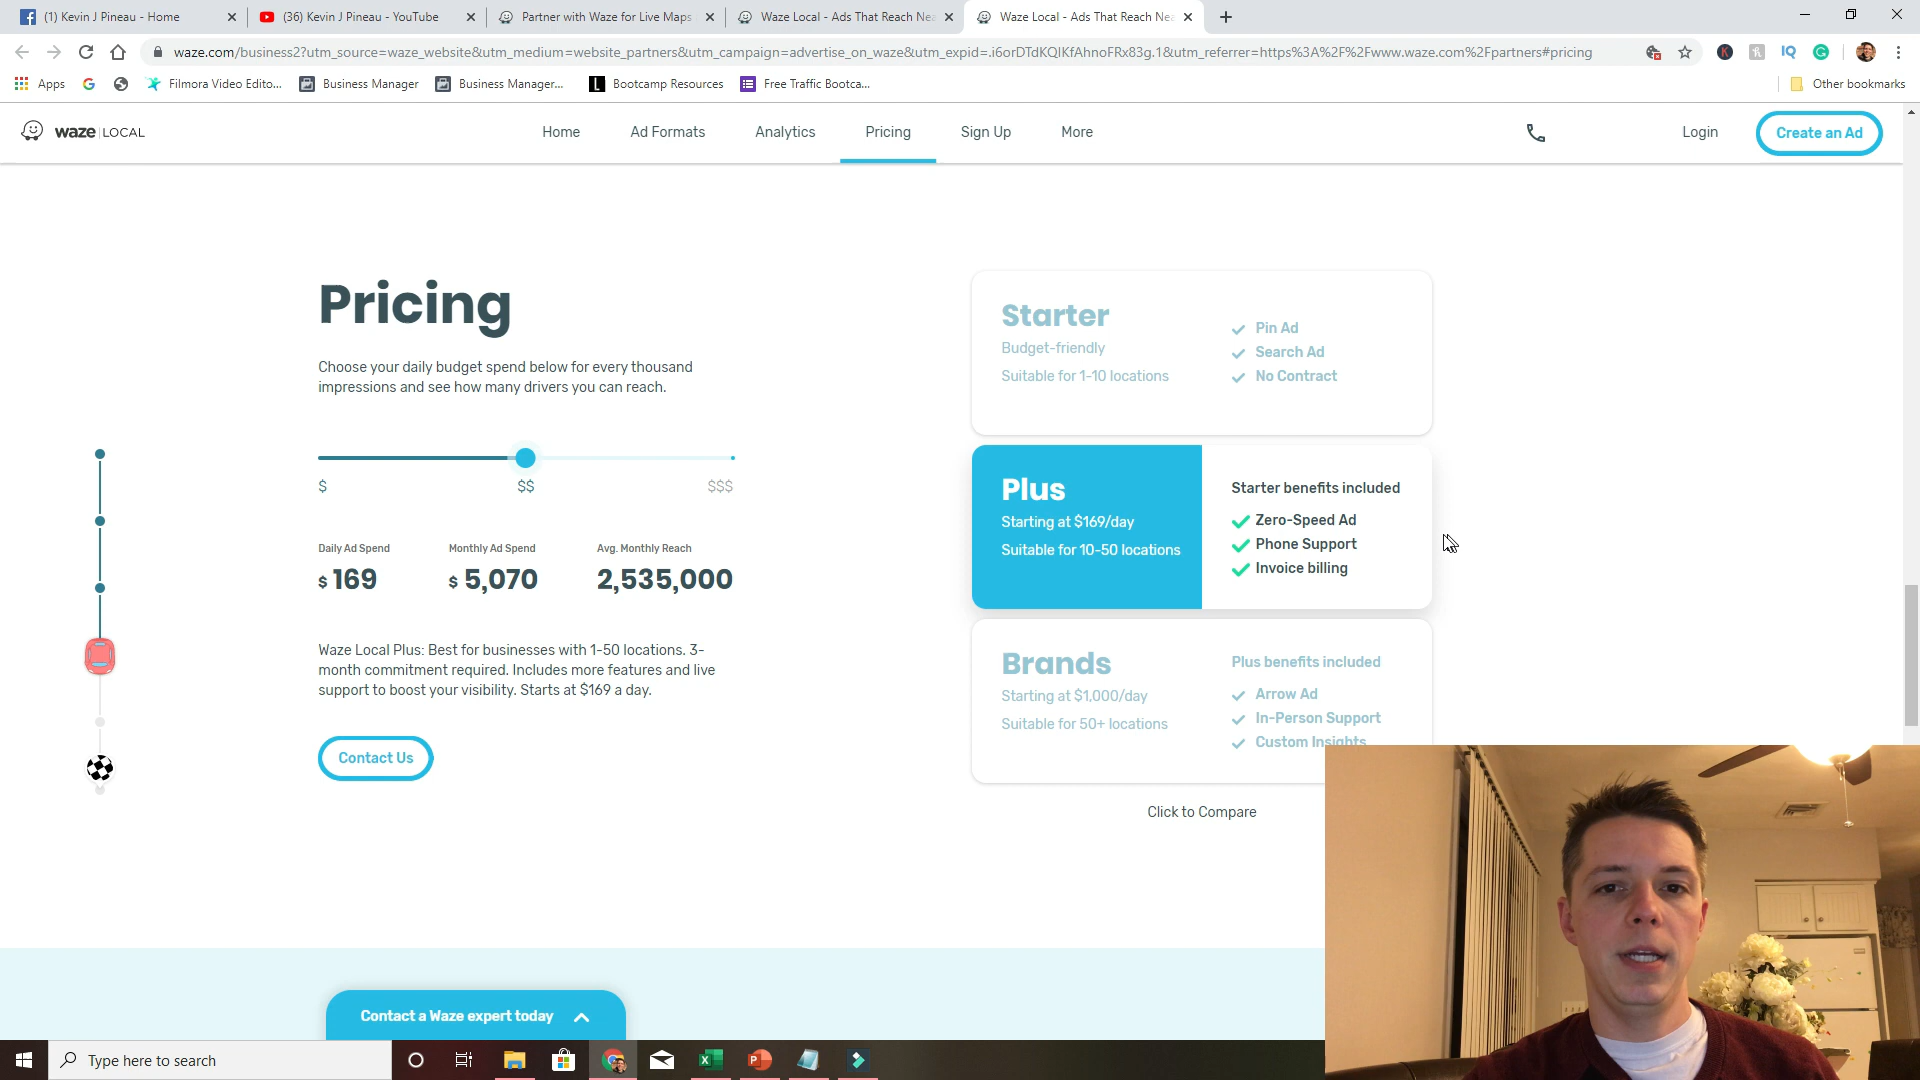 (1) Kevin J Pineau - Home
(36) Kevin J Pineau - YouTube
Partner with Waze for Live Maps
Waze Local - Ads That Reach Ne
Waze Local - Ads That Reach Ne
waze.com/business2?utm_source=waze_website&utm_medium=website_partners&utm_campaign=advertise_on_waze&utm_expid=.i6orDTdKQIKfAhnoFRx83g.1&utm_referrer=https%3A%2F%2Fwww.waze.com%2Fpartners#pricing
Apps
Filmora Video Edito...
Business Manager
Business Manager...
Bootcamp Resources
Free Traffic Bootca...
Other bookmarks
waze LOCAL
Home
Ad Formats
Analytics
Pricing
Sign Up
More
Login
Create an Ad
Pricing
Choose your daily budget spend below for every thousand
impressions and see how many drivers you can reach.
$
$$
$$$
Daily Ad Spend
Monthly Ad Spend
Avg. Monthly Reach
$ 169
$ 5,070
2,535,000
Waze Local Plus: Best for businesses with 1-50 locations. 3-
month commitment required. Includes more features and live
support to boost your visibility. Starts at $169 a day.
Contact Us
Starter
Budget-friendly
Suitable for 1-10 locations
Pin Ad
Search Ad
No Contract
Plus
Starting at $169/day
Suitable for 10-50 locations
Starter benefits included
Zero-Speed Ad
Phone Support
Invoice billing
Brands
Starting at $1,000/day
Suitable for 50+ locations
Plus benefits included
Arrow Ad
In-Person Support
Custom Insights
Click to Compare
Contact a Waze expert today
Type here to search